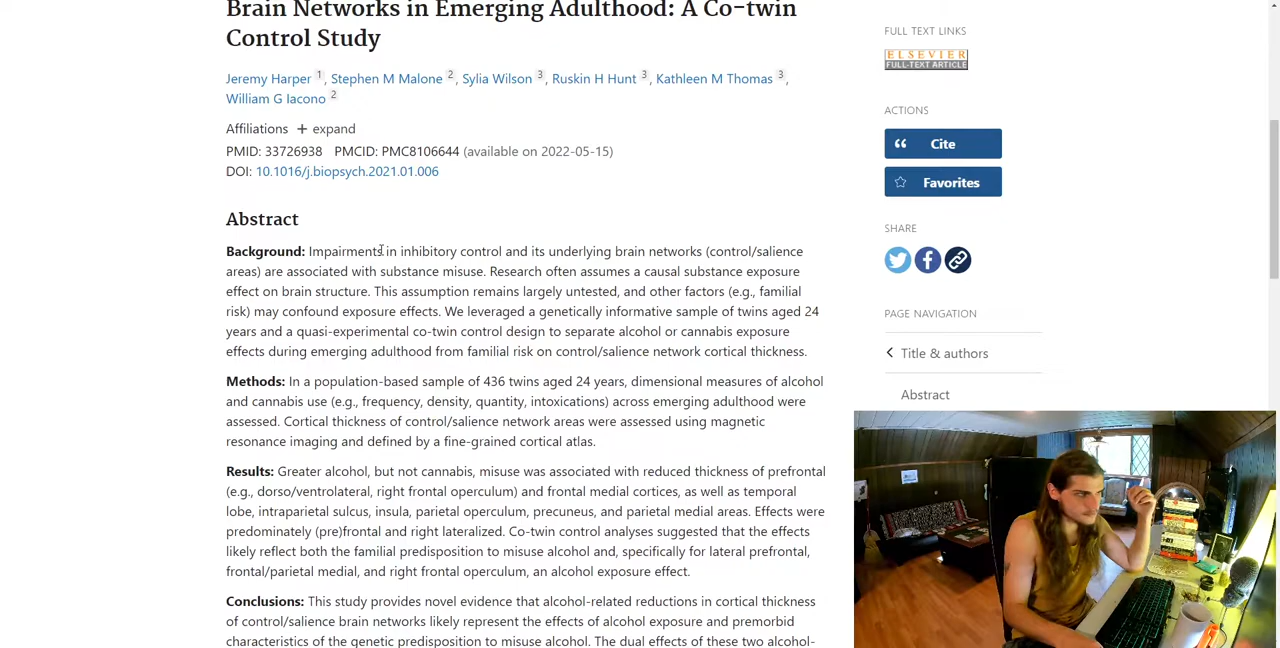 Brain Networks in Emerging Adulthood: A Co-twin
Control Study
Jeremy Harper 1, Stephen M Malone 2, Sylia Wilson 3, Ruskin H Hunt 3, Kathleen M Thomas 3,
William G Iacono 2
Affiliations + expand
PMID: 33726938 PMCID: PMC8106644 (available on 2022-05-15)
DOI: 10.1016/j.biopsych.2021.01.006
Abstract
Background: Impairments in inhibitory control and its underlying brain networks (control/salience
areas) are associated with substance misuse. Research often assumes a causal substance exposure
effect on brain structure. This assumption remains largely untested, and other factors (e.g., familial
risk) may confound exposure effects. We leveraged a genetically informative sample of twins aged 24
years and a quasi-experimental co-twin control design to separate alcohol or cannabis exposure
effects during emerging adulthood from familial risk on control/salience network cortical thickness.
Methods: In a population-based sample of 436 twins aged 24 years, dimensional measures of alcohol
and cannabis use (e.g., frequency, density, quantity, intoxications) across emerging adulthood were
assessed. Cortical thickness of control/salience network areas were assessed using magnetic
resonance imaging and defined by a fine-grained cortical atlas.
Results: Greater alcohol, but not cannabis, misuse was associated with reduced thickness of prefrontal
(e.g., dorso/ventrolateral, right frontal operculum) and frontal medial cortices, as well as temporal
lobe, intraparietal sulcus, insula, parietal operculum, precuneus, and parietal medial areas. Effects were
predominately (pre)frontal and right lateralized. Co-twin control analyses suggested that the effects
likely reflect both the familial predisposition to misuse alcohol and, specifically for lateral prefrontal,
frontal/parietal medial, and right frontal operculum, an alcohol exposure effect.
Conclusions: This study provides novel evidence that alcohol-related reductions in cortical thickness
of control/salience brain networks likely represent the effects of alcohol exposure and premorbid
characteristics of the genetic predisposition to misuse alcohol. The dual effects of these two alcohol-
FULL TEXT LINKS
ELSEVIER
FULL-TEXT ARTICLE
ACTIONS
Cite
Favorites
SHARE
PAGE NAVIGATION
Title & authors
Abstract